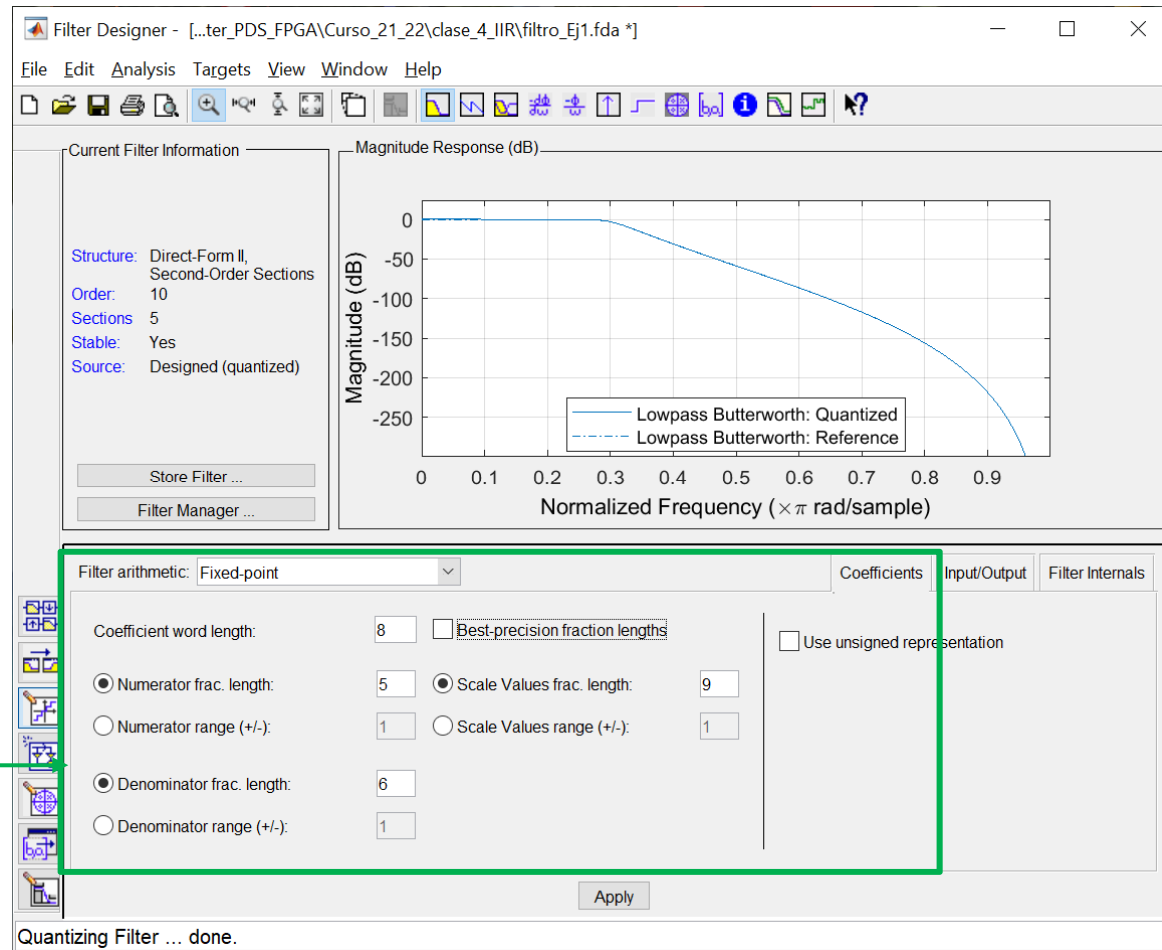 Filter Designer - [...ter_PDS_FPGA\Curso_21_22\clase_4_IIR\filtro_Ej1.fda *]
File Edit Analysis Targets View Window Help
Current Filter Information
Structure: Direct-Form II,
Second-Order Sections
Order: 10
Sections 5
Stable: Yes
Source: Designed (quantized)
Store Filter ...
Filter Manager ...
Magnitude Response (dB)
Magnitude (dB)
0
-50
-100
-150
-200
-250
Lowpass Butterworth: Quantized
Lowpass Butterworth: Reference
0 0.1 0.2 0.3 0.4 0.5 0.6 0.7 0.8 0.9
Normalized Frequency (×π rad/sample)
Filter arithmetic: Fixed-point
Coefficients Input/Output Filter Internals
Coefficient word length: 8 Best-precision fraction lengths
Use unsigned representation
Numerator frac. length: 5 Scale Values frac. length: 9
Numerator range (+/-): 1 Scale Values range (+/-): 1
Denominator frac. length: 6
Denominator range (+/-): 1
Apply
Quantizing Filter ... done.